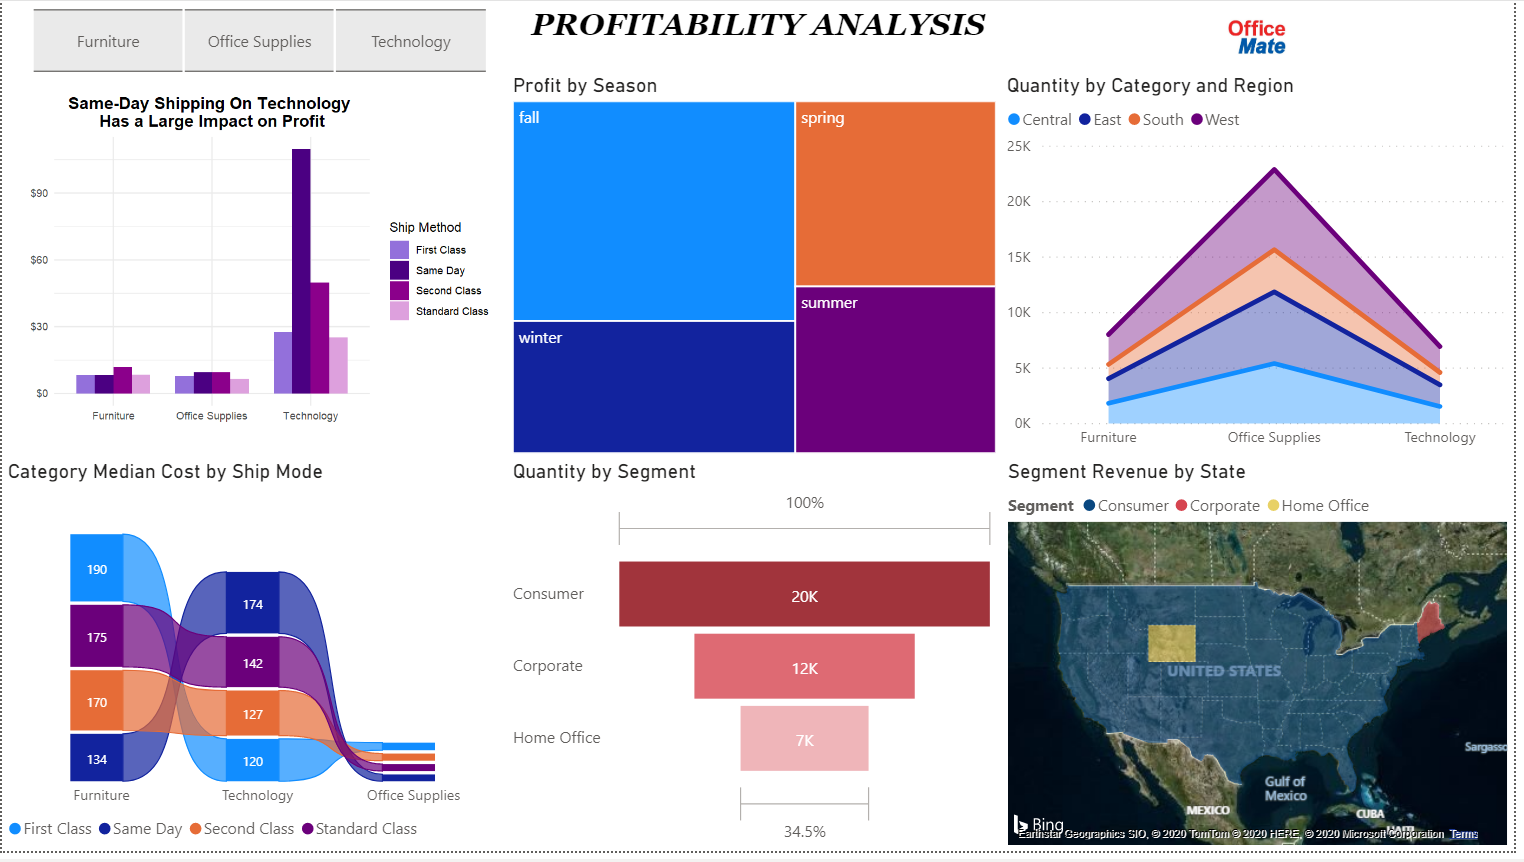 Furniture
Office Supplies
Technology
PROFITABILITY ANALYSIS
Office
Mate
Same-Day Shipping On Technology
Has a Large Impact on Profit
$90
$60
$30
$0
Furniture
Office Supplies
Technology
Ship Method
First Class
Same Day
Second Class
Standard Class
Profit by Season
fall
spring
winter
summer
Quantity by Category and Region
Central East South West
25K
20K
15K
10K
5K
0K
Furniture
Office Supplies
Technology
Category Median Cost by Ship Mode
190
175
170
134
174
142
127
120
Furniture
Technology
Office Supplies
First Class Same Day Second Class Standard Class
Quantity by Segment
100%
Consumer
20K
Corporate
12K
Home Office
7K
34.5%
Segment Revenue by State
Segment Consumer Corporate Home Office
UNITED STATES
Gulf of
Mexico
MEXICO
CUBA
HAITI
Bing
Earthstar Geographics SIO, © 2020 TomTom © 2020 HERE, © 2020 Microsoft Corporation Terms